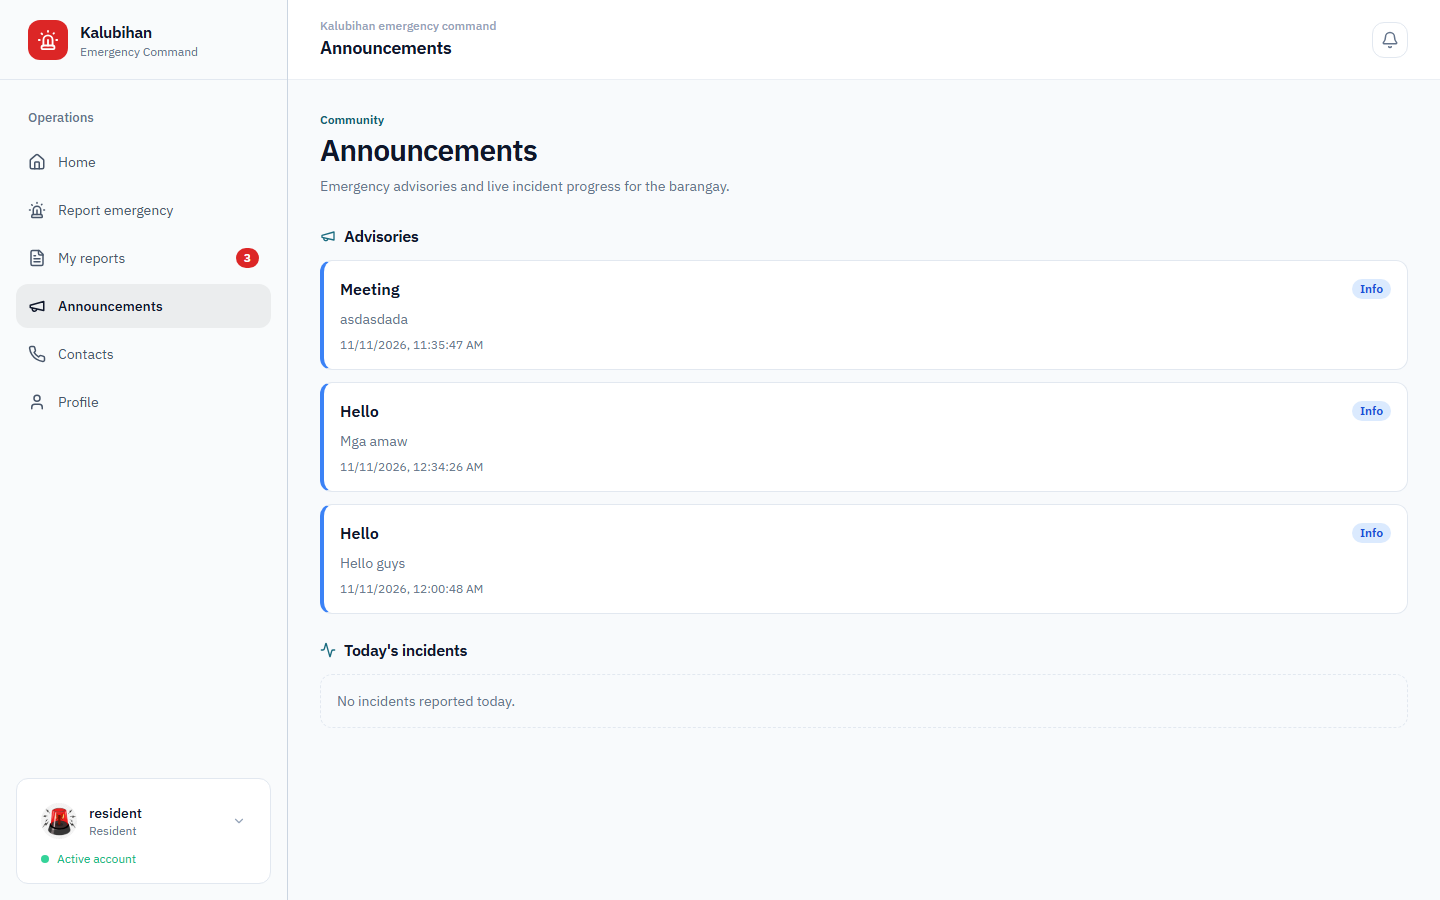 Kalubihan
Emergency Command
Operations
Home
Report emergency
My reports
3
Announcements
Contacts
Profile
resident
Resident
Active account
Kalubihan emergency command
Announcements
Community
Announcements
Emergency advisories and live incident progress for the barangay.
Advisories
Meeting
Info
asdasdada
11/11/2026, 11:35:47 AM
Hello
Info
Mga amaw
11/11/2026, 12:34:26 AM
Hello
Info
Hello guys
11/11/2026, 12:00:48 AM
Today's incidents
No incidents reported today.